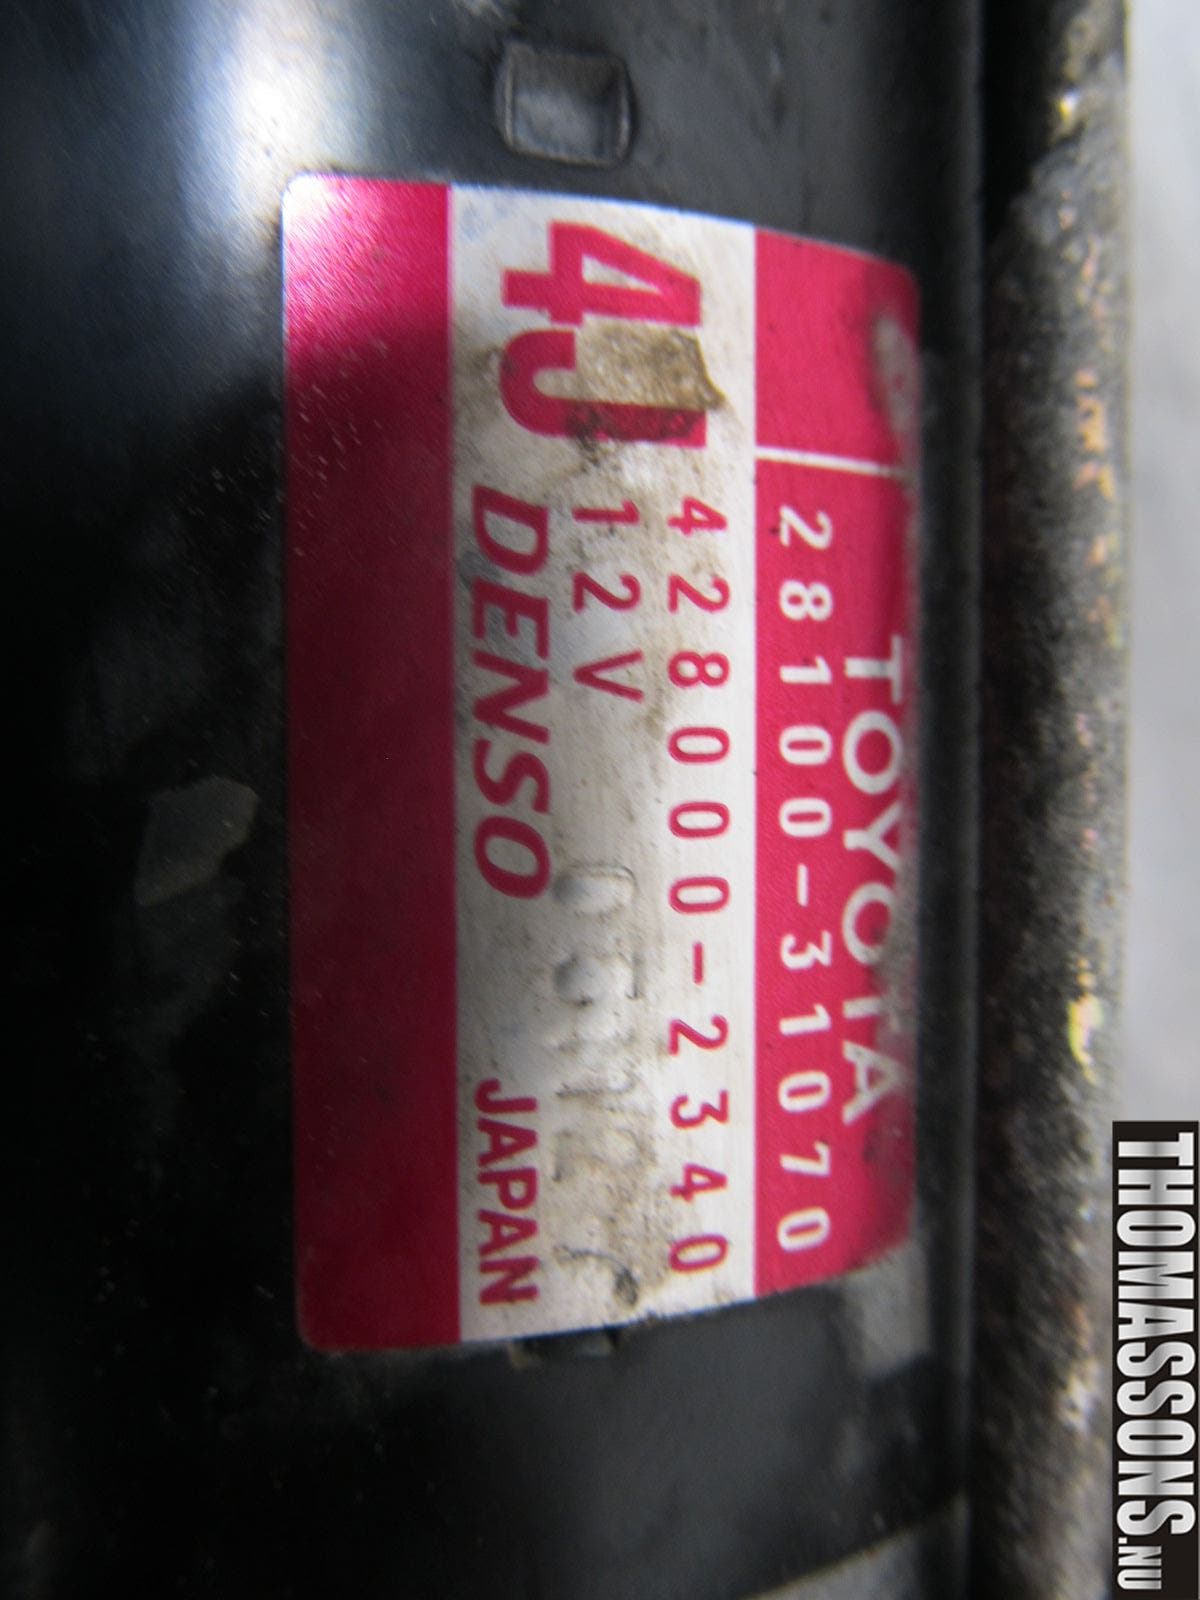 TOYOTA
28100-31070
4J
428000-2340
12V
DENSO JAPAN
THOMASSONS.NU